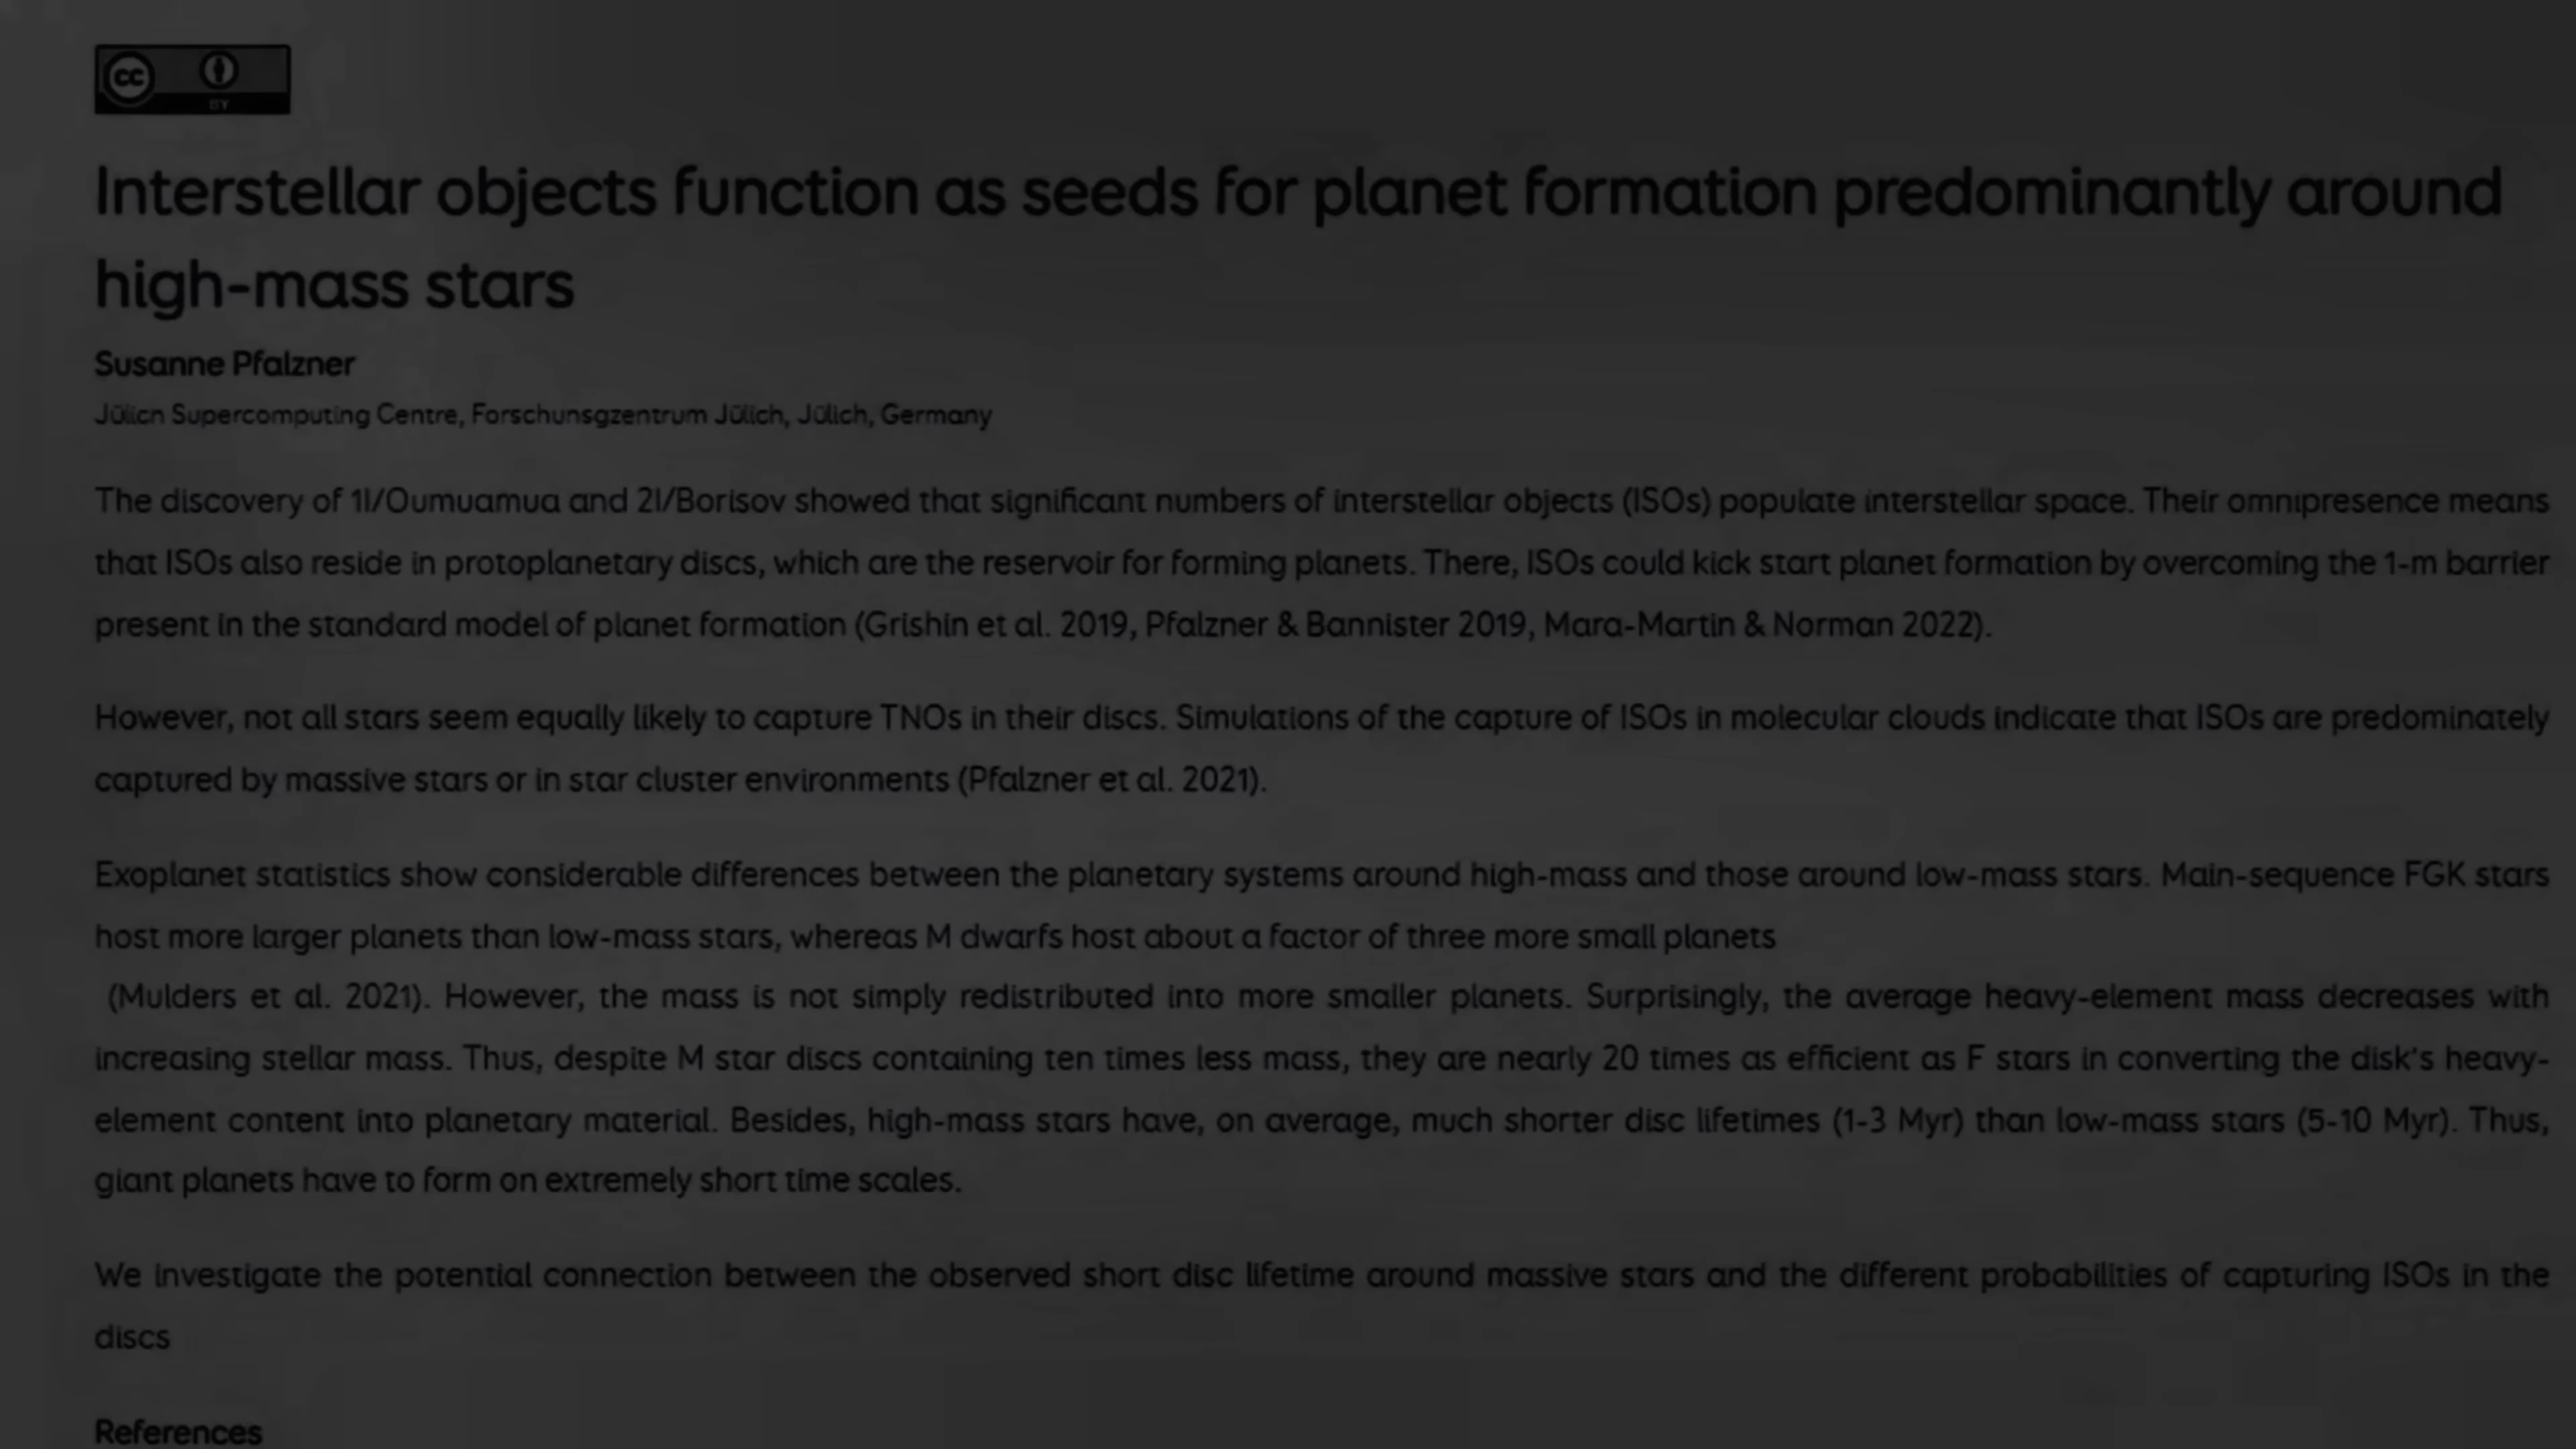 cc
BY
Interstellar objects function as seeds for planet formation predominantly around
high-mass stars
Susanne Pfalzner
Jülicn Supercomputing Centre, Forschunsgzentrum Jülich, Jülich, Germany
The discovery of 1I/Oumuamua and 2I/Borisov showed that significant numbers of interstellar objects (ISOs) populate interstellar space. Their omnipresence means
that ISOs also reside in protoplanetary discs, which are the reservoir for forming planets. There, ISOs could kick start planet formation by overcoming the 1-m barrier
present in the standard model of planet formation (Grishin et al. 2019, Pfalzner & Bannister 2019, Mara-Martin & Norman 2022).
However, not all stars seem equally likely to capture TNOs in their discs. Simulations of the capture of ISOs in molecular clouds indicate that ISOs are predominately
captured by massive stars or in star cluster environments (Pfalzner et al. 2021).
Exoplanet statistics show considerable differences between the planetary systems around high-mass and those around low-mass stars. Main-sequence FGK stars
host more larger planets than low-mass stars, whereas M dwarfs host about a factor of three more small planets
(Mulders et al. 2021). However, the mass is not simply redistributed into more smaller planets. Surprisingly, the average heavy-element mass decreases with
increasing stellar mass. Thus, despite M star discs containing ten times less mass, they are nearly 20 times as efficient as F stars in converting the disk's heavy-
element content into planetary material. Besides, high-mass stars have, on average, much shorter disc lifetimes (1-3 Myr) than low-mass stars (5-10 Myr). Thus,
giant planets have to form on extremely short time scales.
We investigate the potential connection between the observed short disc lifetime around massive stars and the different probabilities of capturing ISOs in the
discs
References